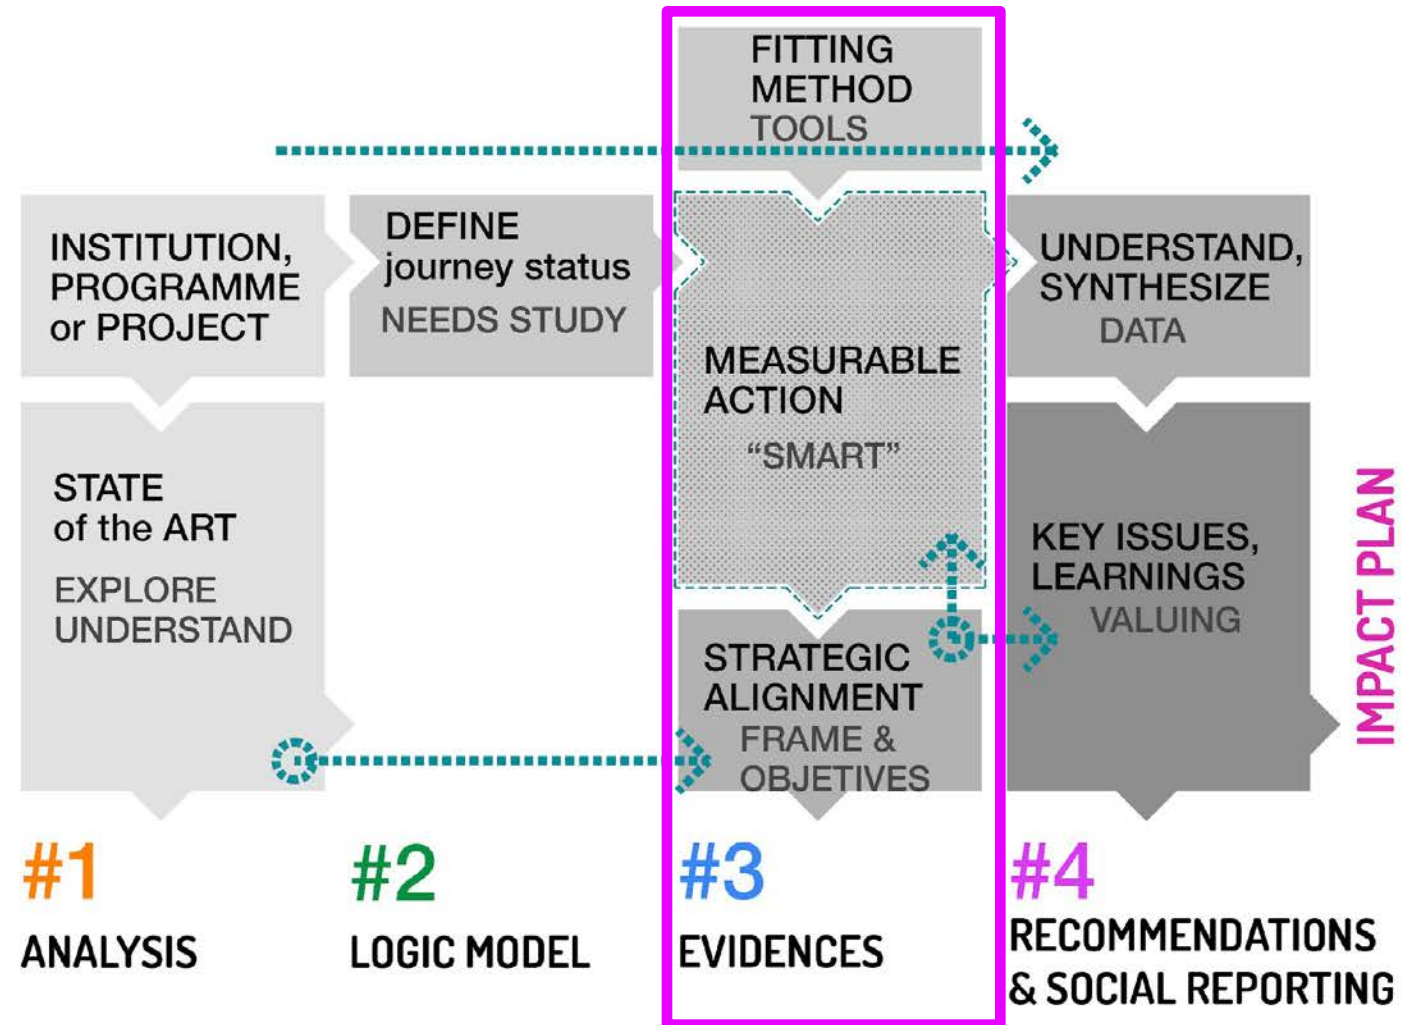 FITTING
METHOD
TOOLS
INSTITUTION,
PROGRAMME
or PROJECT
DEFINE
journey status
NEEDS STUDY
UNDERSTAND,
SYNTHESIZE
DATA
MEASURABLE
ACTION
“SMART”
STATE
of the ART
EXPLORE
UNDERSTAND
KEY ISSUES,
LEARNINGS
VALUING
STRATEGIC
ALIGNMENT
FRAME &
OBJETIVES
IMPACT PLAN
#1
ANALYSIS
#2
LOGIC MODEL
#3
EVIDENCES
#4
RECOMMENDATIONS
& SOCIAL REPORTING